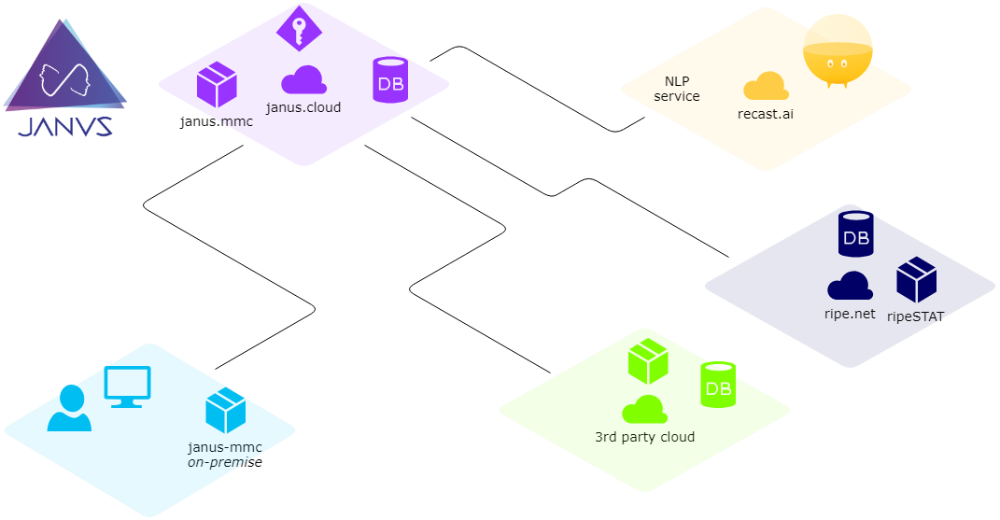 JANVS
janus.mmc
janus.cloud
DB
NLP
service
recast.ai
DB
ripe.net
ripeSTAT
janus-mmc
on-premise
DB
3rd party cloud